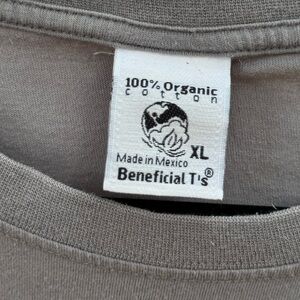 100% Organic
cotton
XL
Made in Mexico
Beneficial T's®